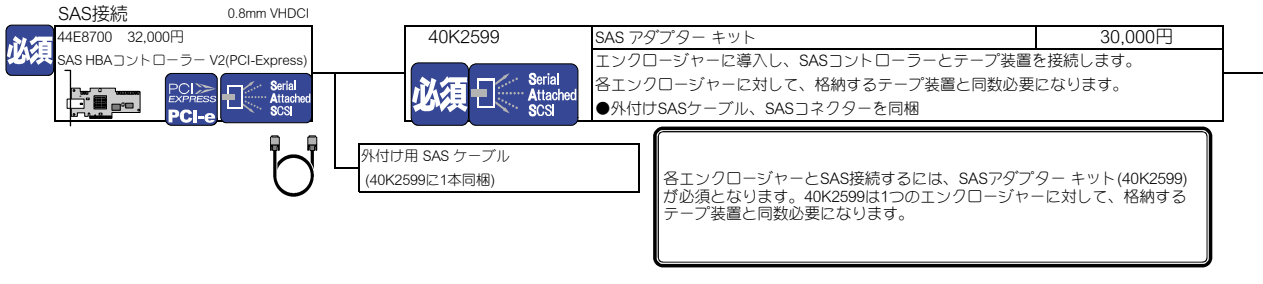 SAS接続 0.8mm VHDCI
必須
44E8700 32,000円
SAS HBAコントローラー V2(PCI-Express)
PCI EXPRESS
PCI-e
Serial
Attached
SCSI
40K2599 SAS アダプター キット 30,000円
必須
Serial
Attached
SCSI
エンクロージャーに導入し、SASコントローラーとテープ装置を接続します。
各エンクロージャーに対して、格納するテープ装置と同数必要になります。
●外付けSASケーブル、SASコネクターを同梱
外付け用 SAS ケーブル
(40K2599に1本同梱)
各エンクロージャーとSAS接続するには、SASアダプター キット(40K2599)
が必須となります。40K2599は1つのエンクロージャーに対して、格納する
テープ装置と同数必要になります。